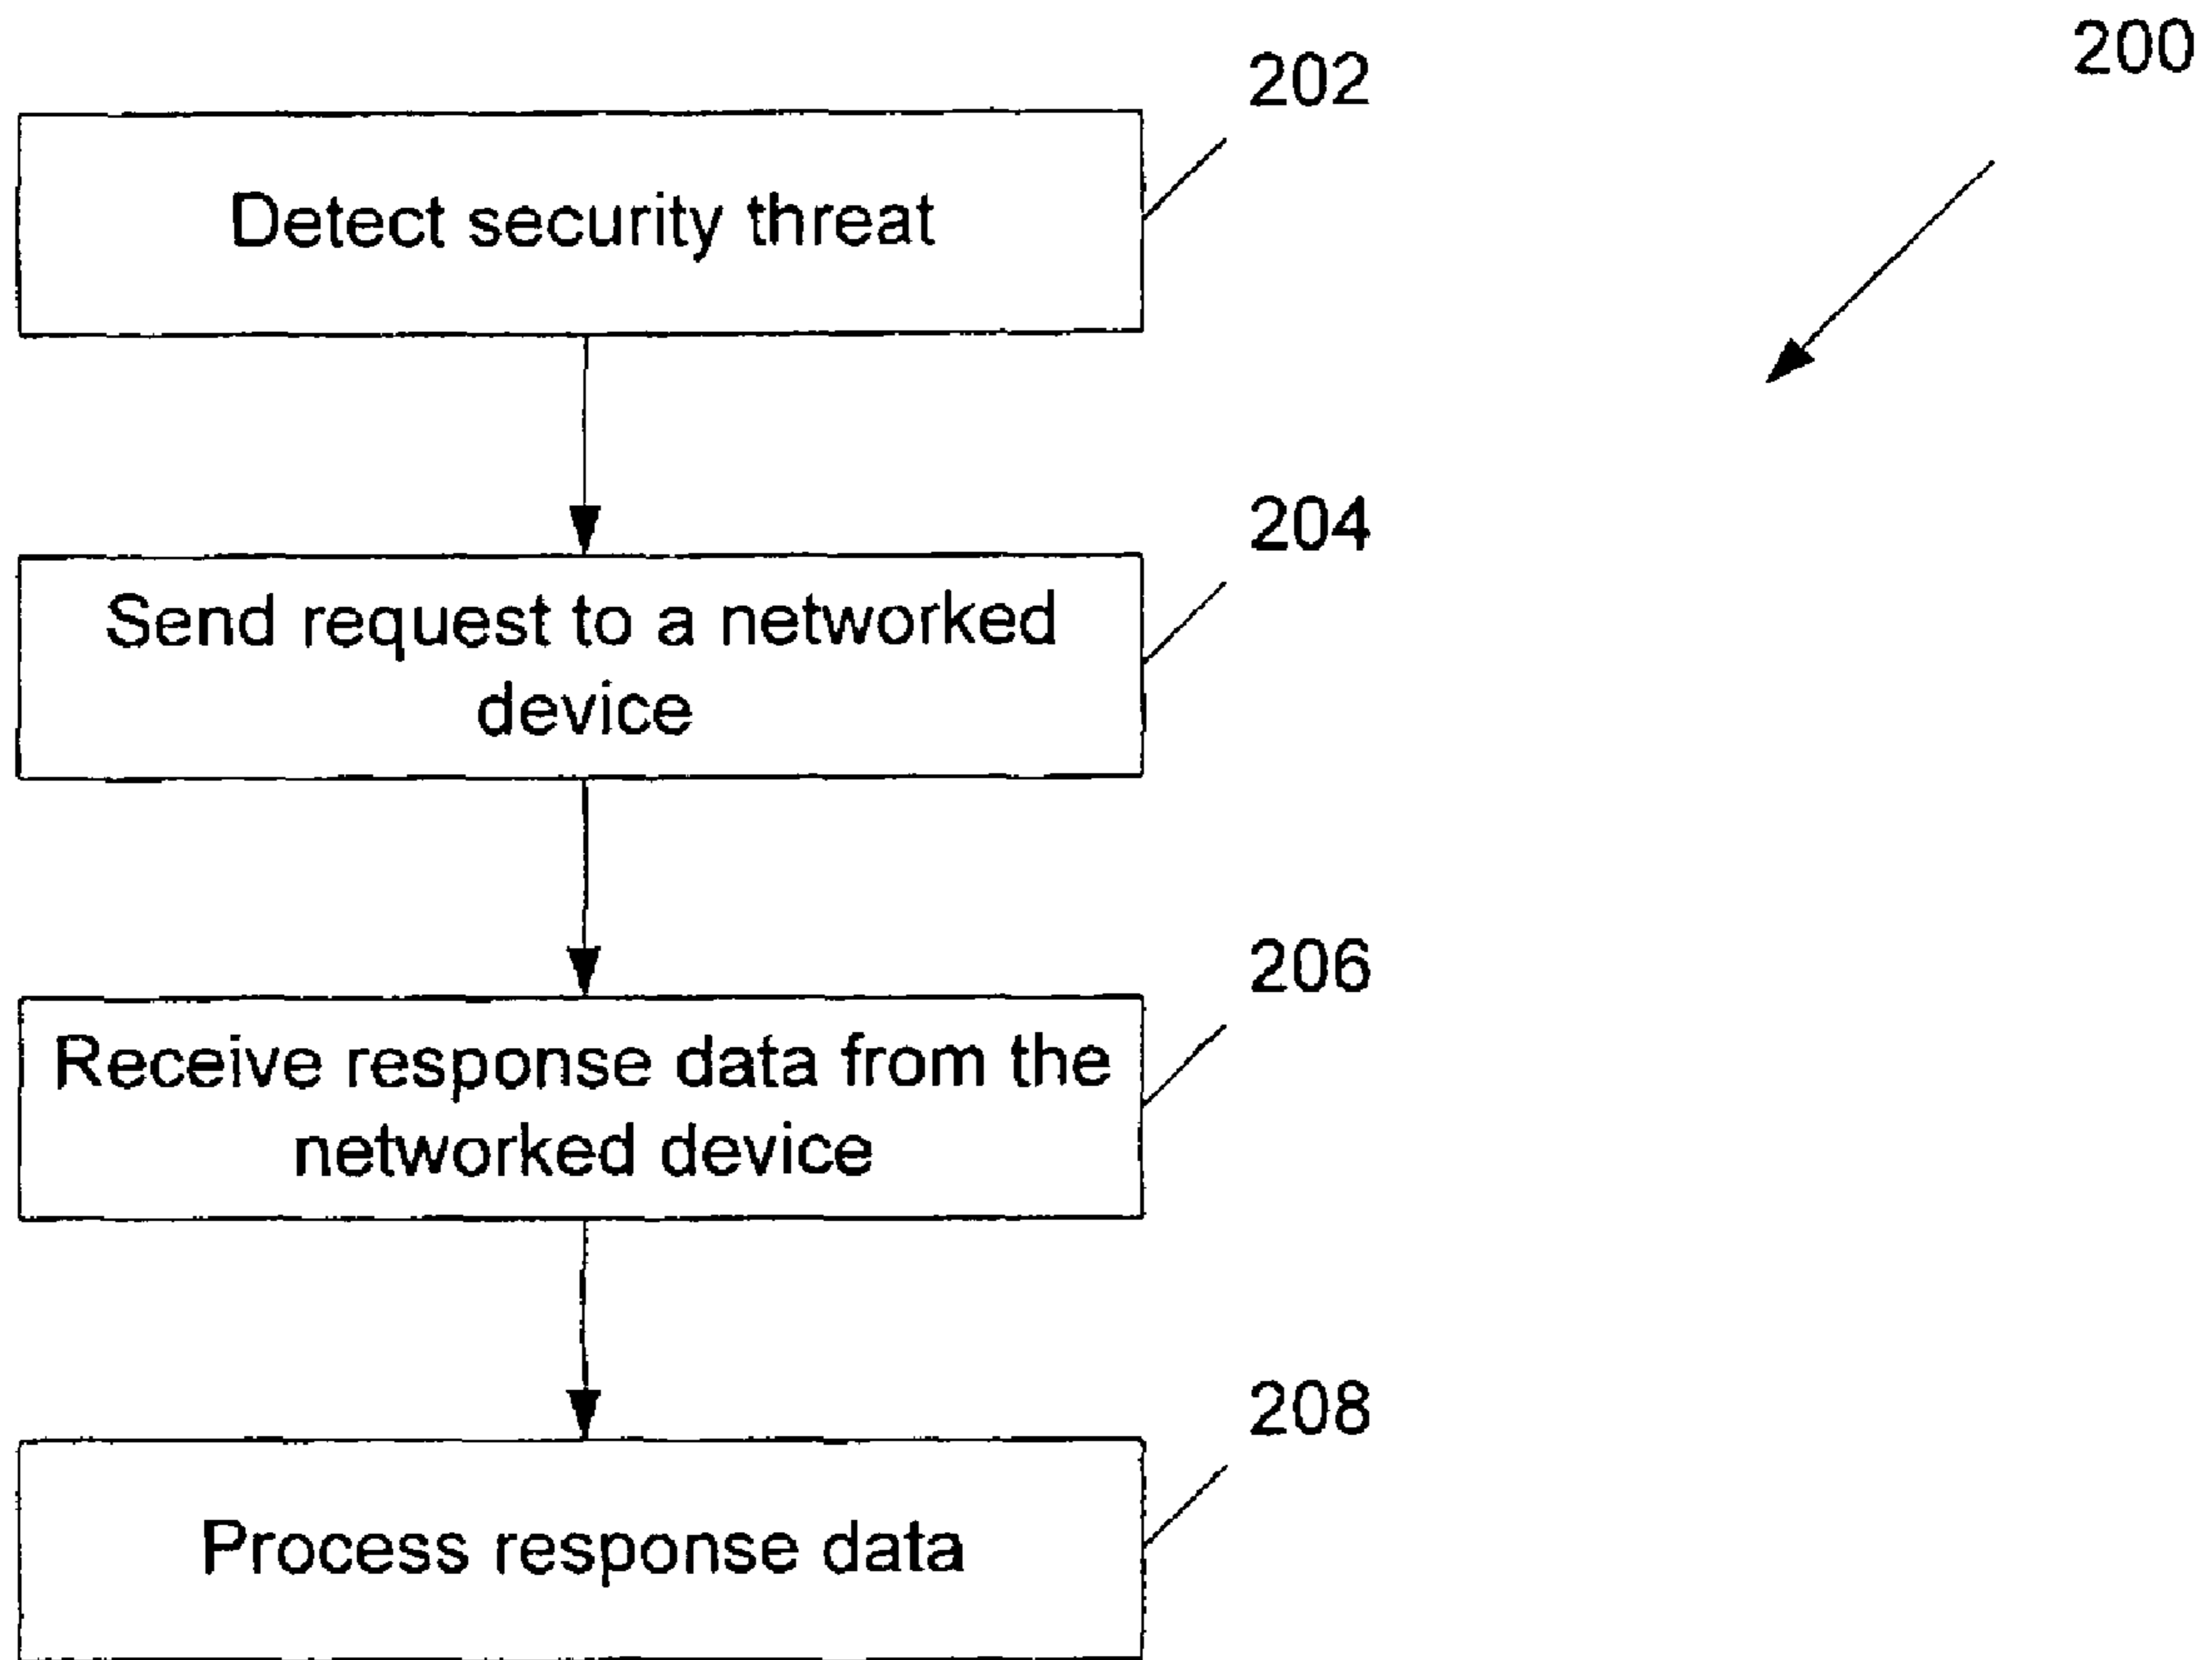 200
202
Detect security threat
204
Send request to a networked
device
206
Receive response data from the
networked device
208
Process response data